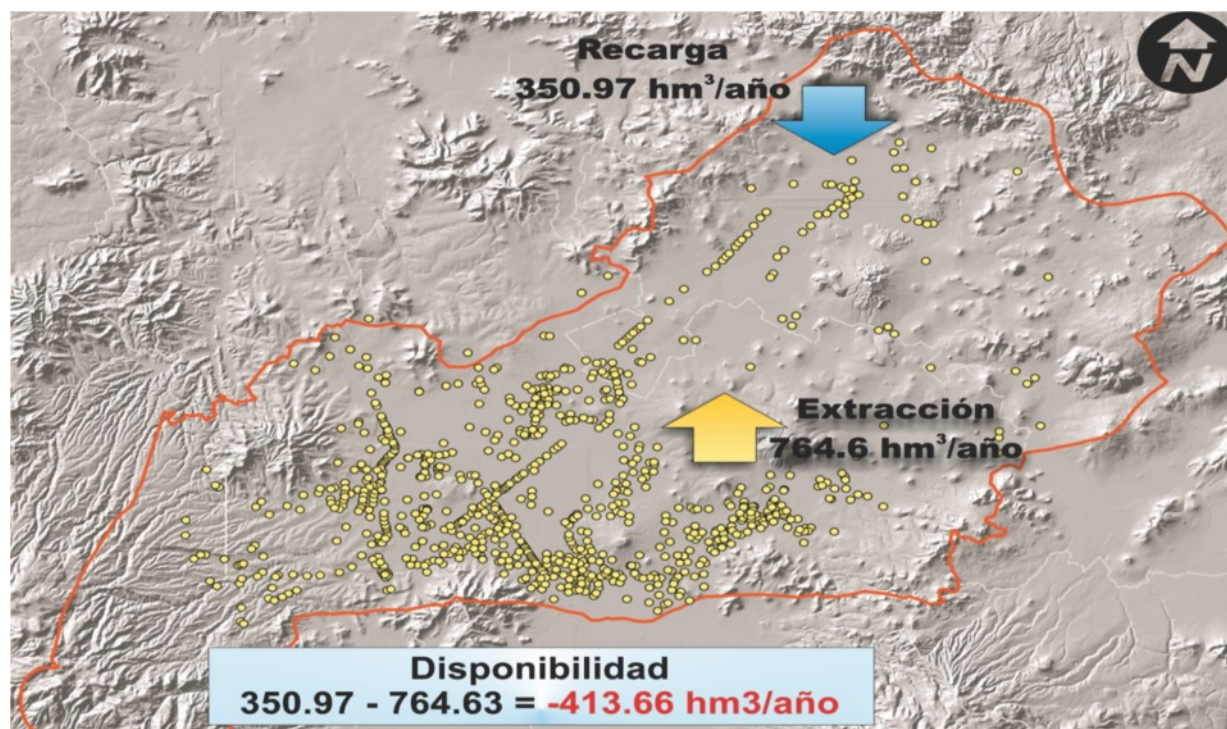 N
Recarga
350.97 hm³/año
Extracción
764.6 hm³/año
Disponibilidad
350.97 - 764.63 = -413.66 hm3/año